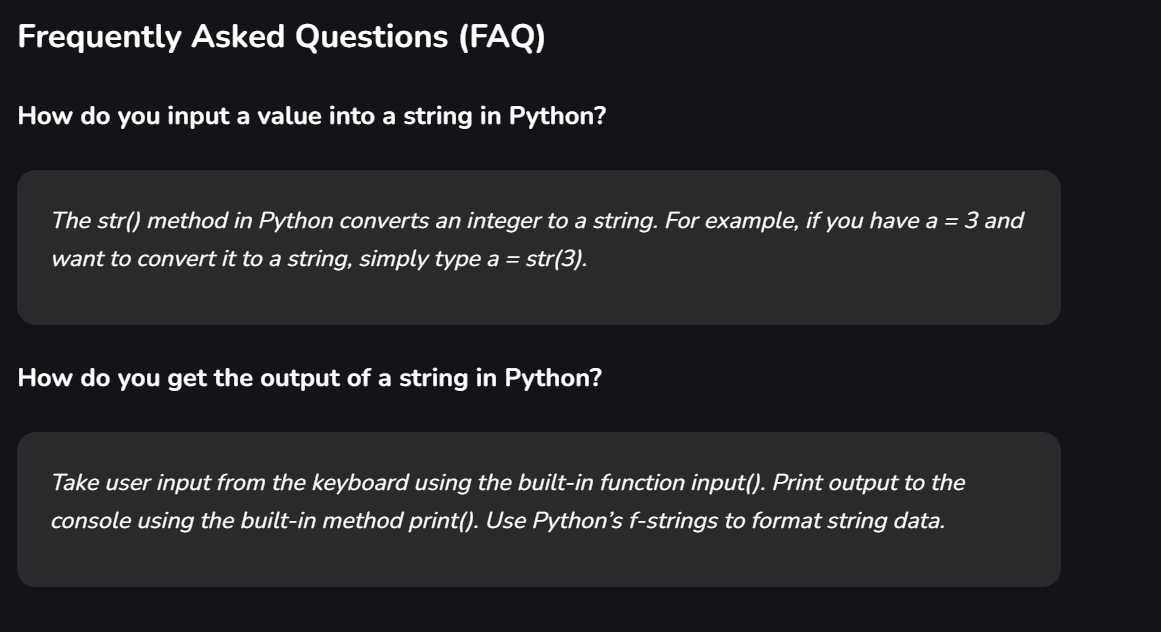 Frequently Asked Questions (FAQ)
How do you input a value into a string in Python?
The str() method in Python converts an integer to a string. For example, if you have a = 3 and
want to convert it to a string, simply type a = str(3).
How do you get the output of a string in Python?
Take user input from the keyboard using the built-in function input(). Print output to the
console using the built-in method print(). Use Python’s f-strings to format string data.